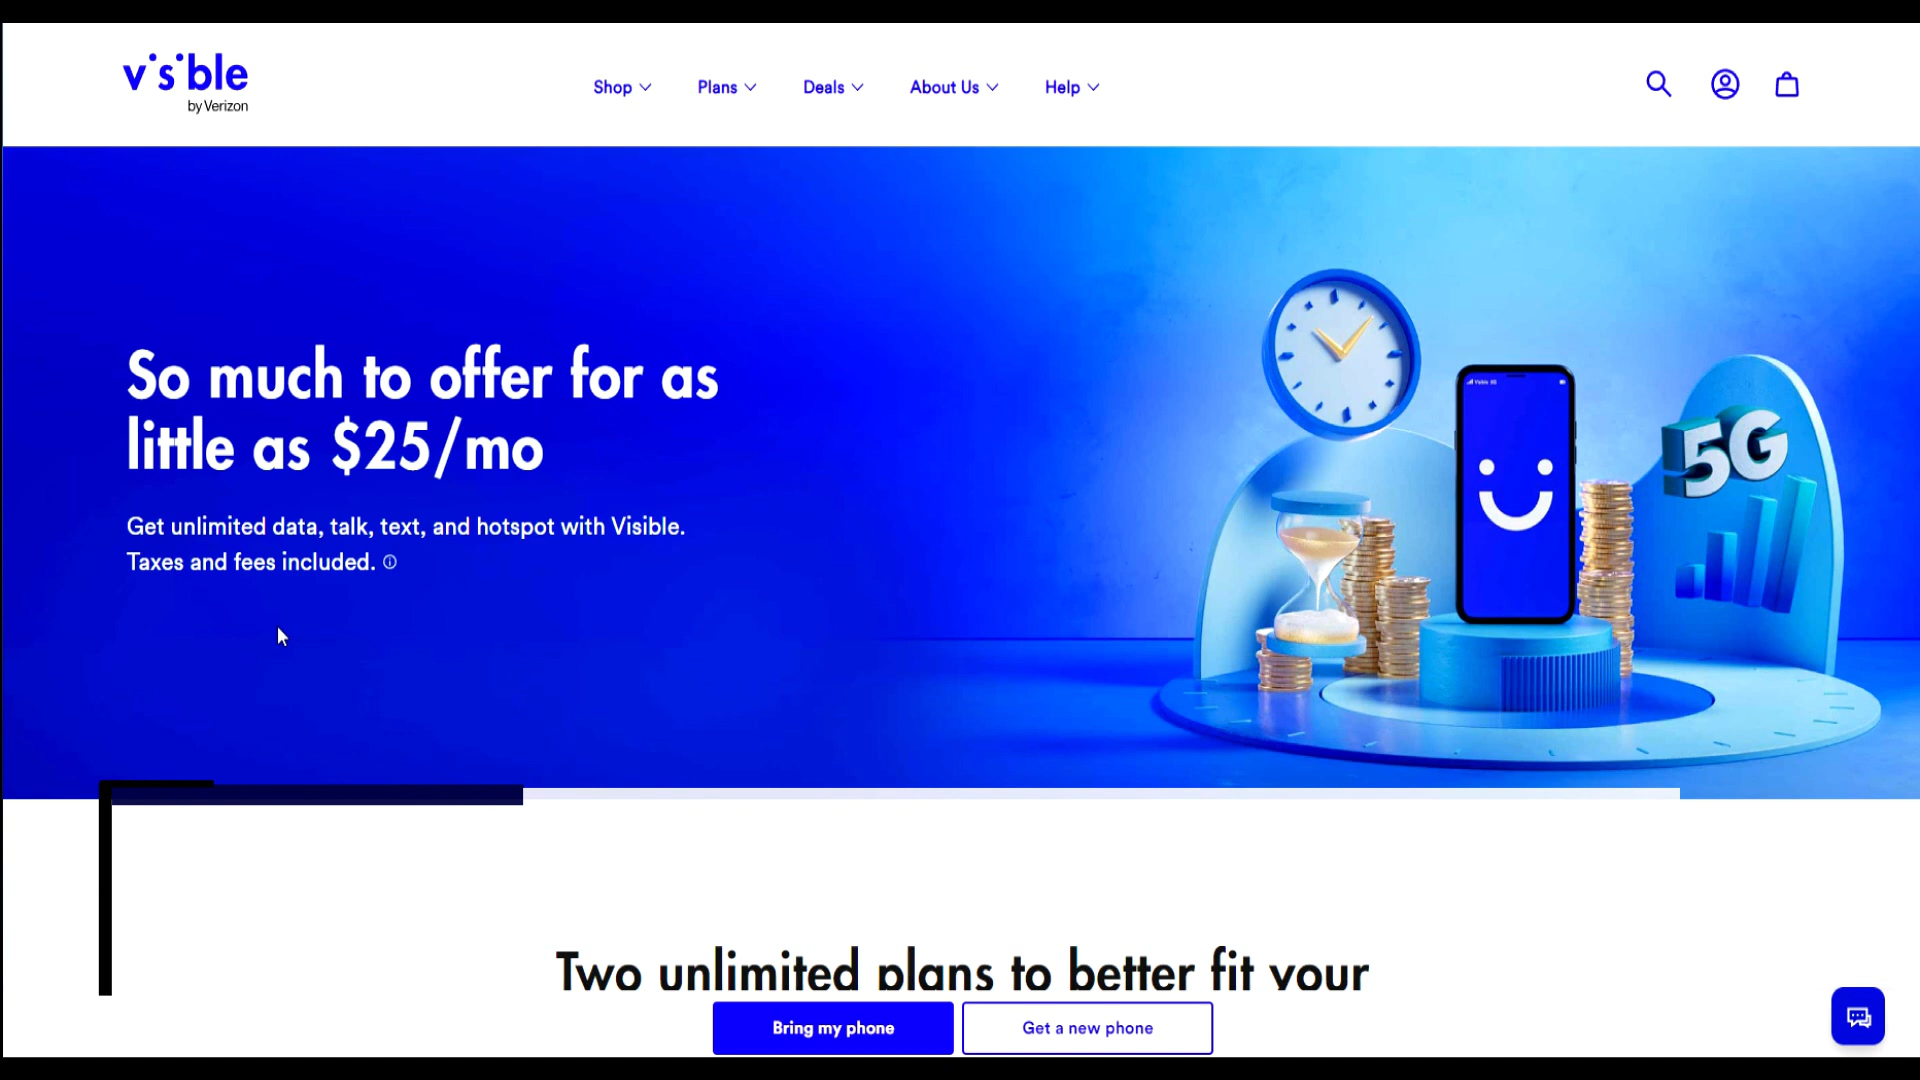 visible
by Verizon
Shop
Plans
Deals
About Us
Help
So much to offer for as
little as $25/mo
Get unlimited data, talk, text, and hotspot with Visible.
Taxes and fees included.
5G
Two unlimited plans to better fit your
Bring my phone
Get a new phone